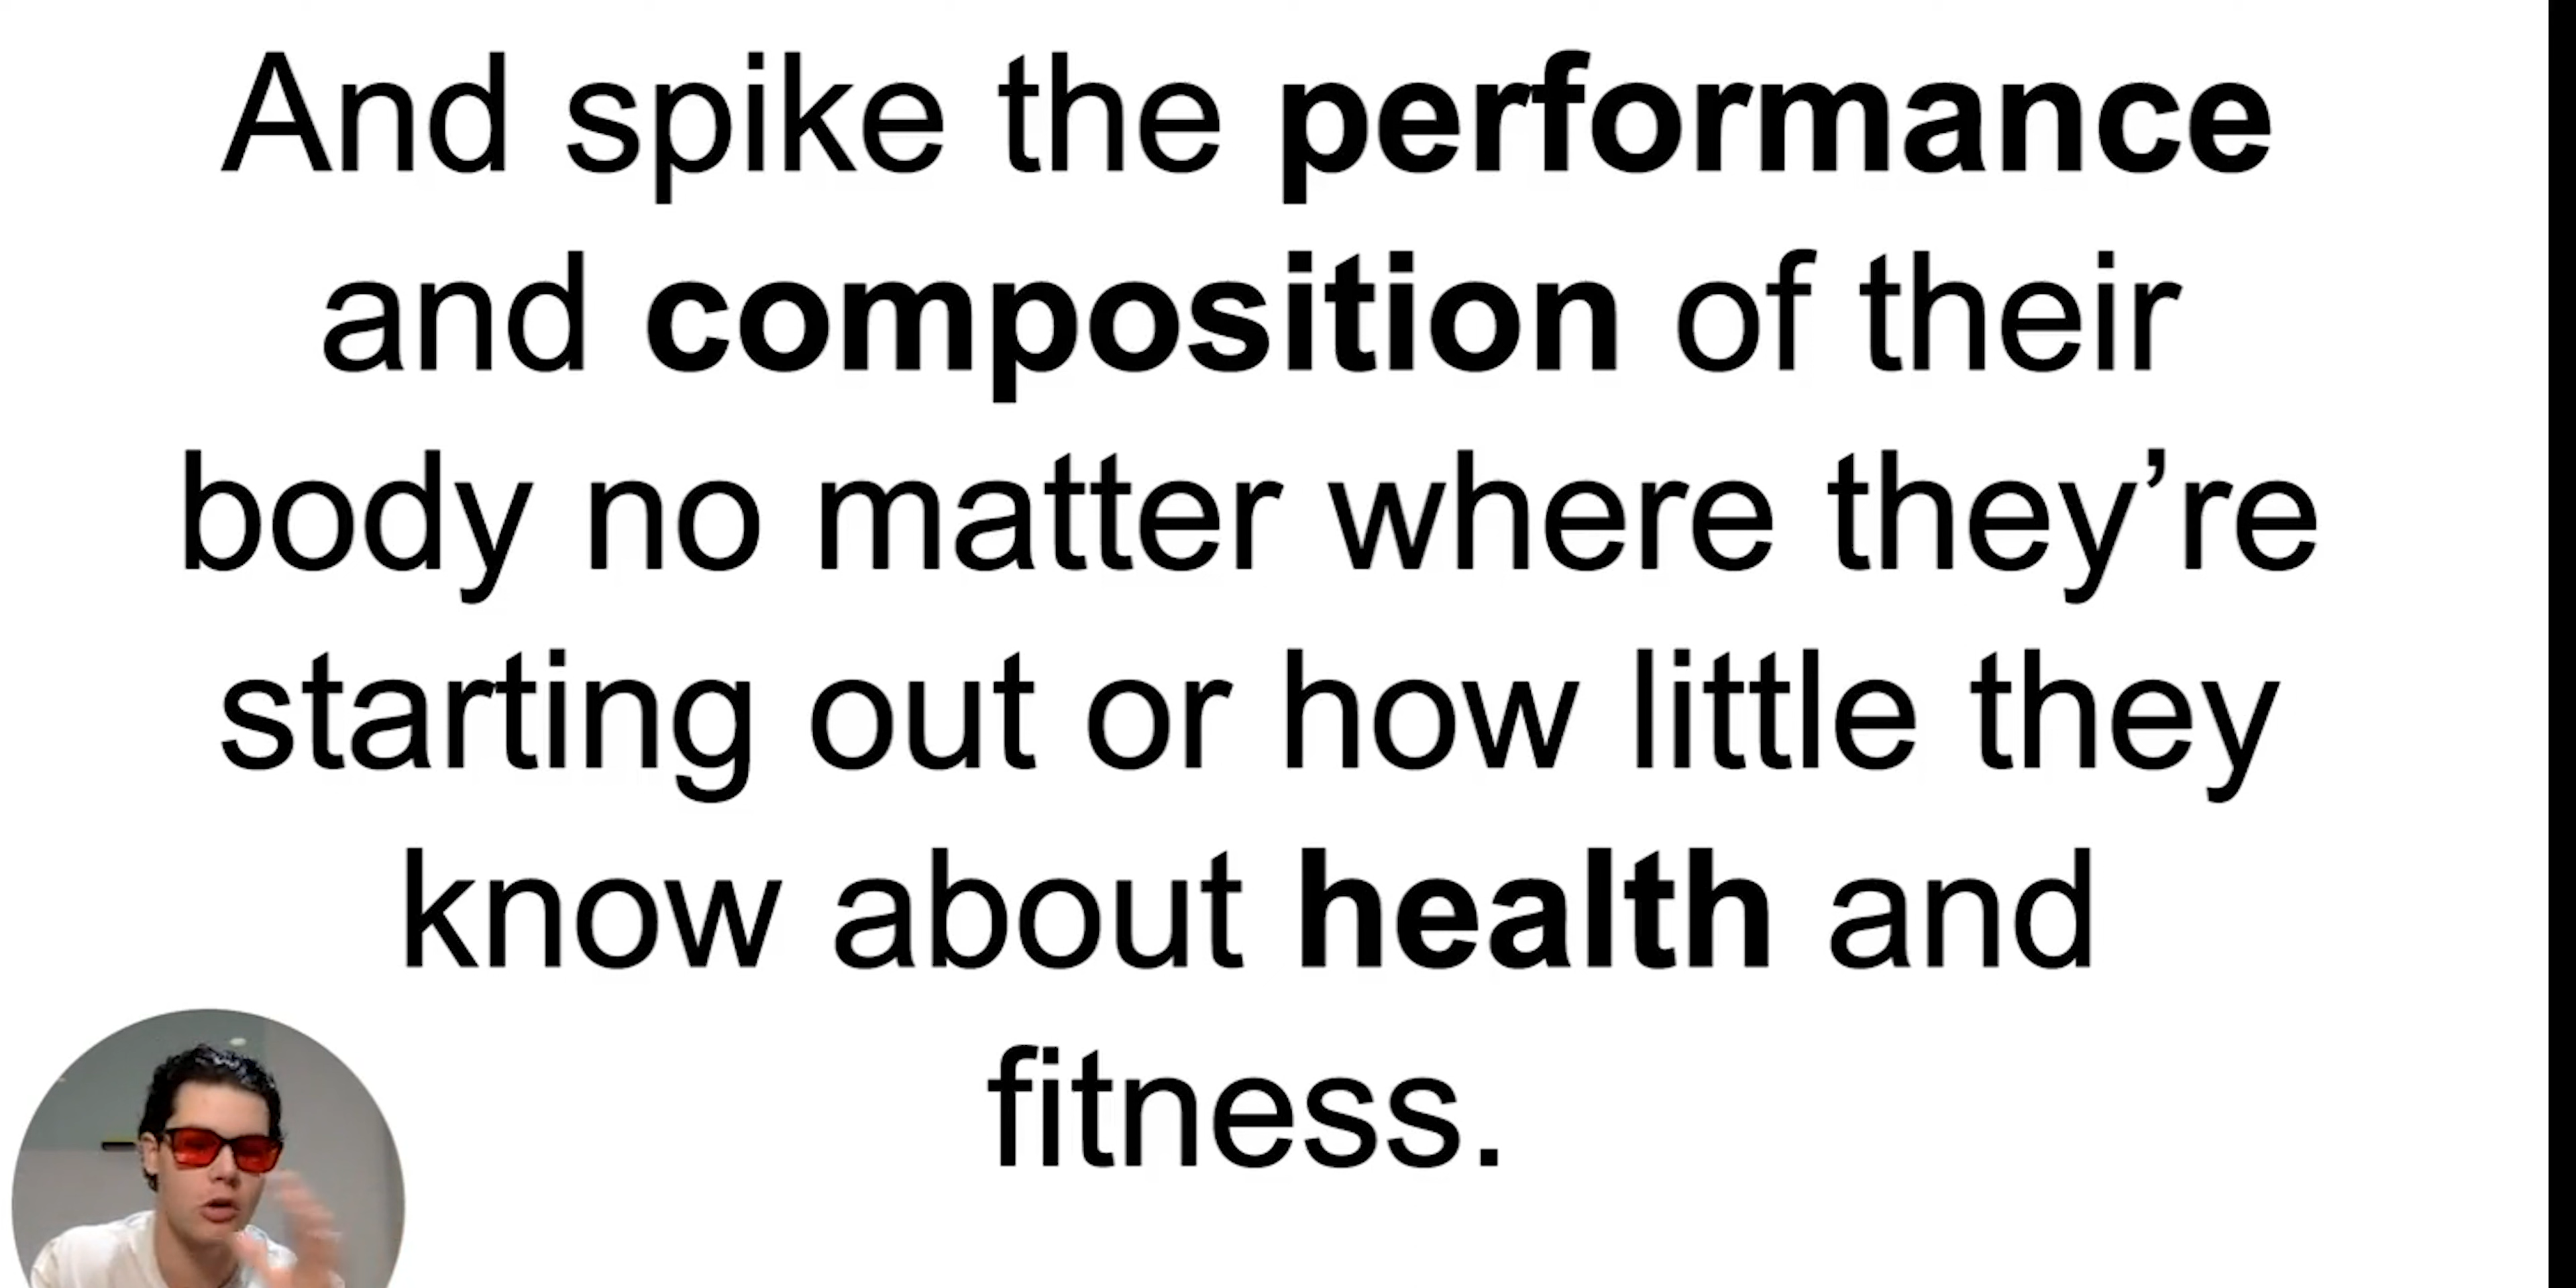 And spike the performance
and composition of their
body no matter where they’re
starting out or how little they
know about health and
fitness.